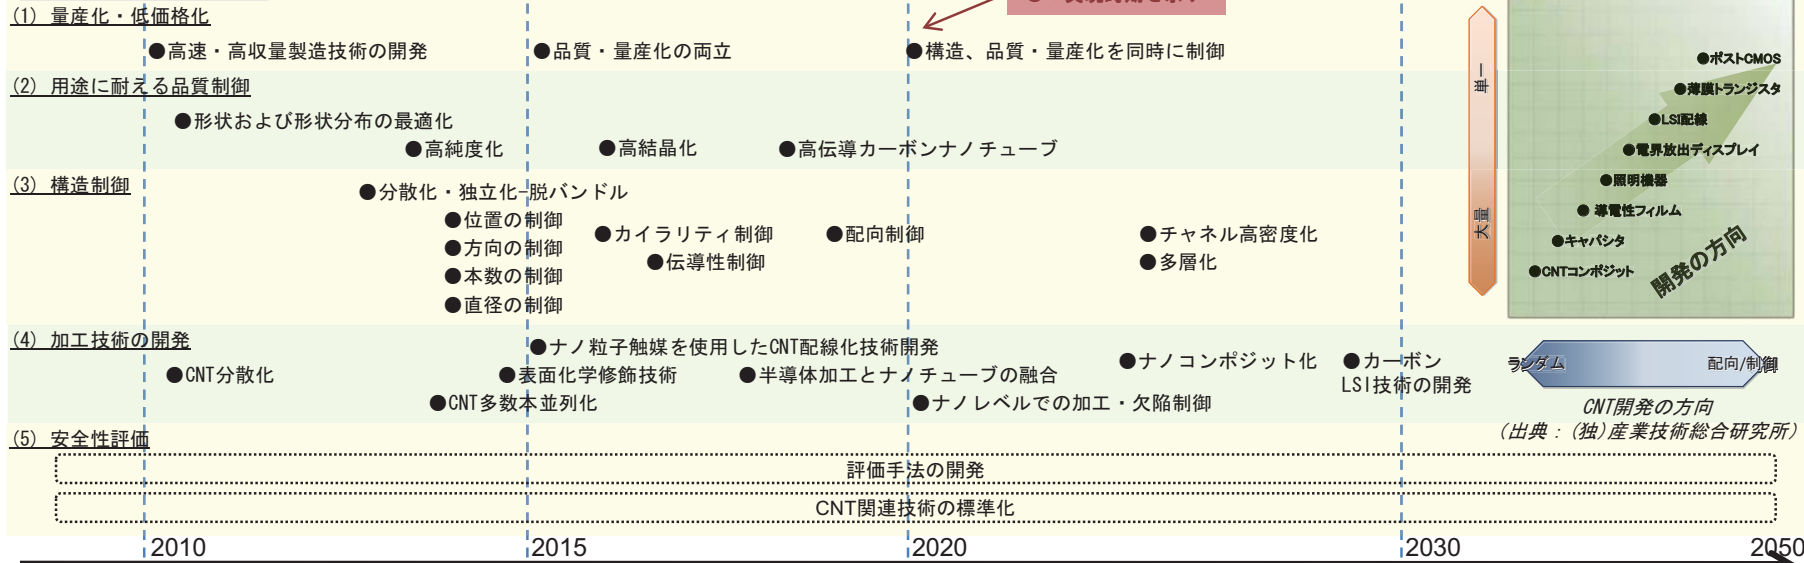 (1) 量産化・低価格化
●高速・高収量製造技術の開発
●品質・量産化の両立
●構造、品質・量産化を同時に制御
(2) 用途に耐える品質制御
●形状および形状分布の最適化
●高純度化
●高結晶化
●高伝導カーボンナノチューブ
(3) 構造制御
●分散化・独立化-脱バンドル
●位置の制御
●方向の制御
●本数の制御
●直径の制御
●カイラリティ制御
●伝導性制御
●配向制御
●チャネル高密度化
●多層化
(4) 加工技術の開発
●ナノ粒子触媒を使用したCNT配線化技術開発
●CNT分散化
●表面化学修飾技術
●半導体加工とナノチューブの融合
●CNT多数本並列化
●ナノレベルでの加工・欠陥制御
●ナノコンポジット化
●カーボン
LSI技術の開発
(5) 安全性評価
評価手法の開発
CNT関連技術の標準化
2010
2015
2020
2030
2050
単一
大量
●ポストCMOS
●薄膜トランジスタ
●LSI配線
●電界放出ディスプレイ
●照明機器
●導電性フィルム
●キャパシタ
●CNTコンポジット
開発の方向
ランダム
配向/制御
CNT開発の方向
(出典：(独)産業技術総合研究所)